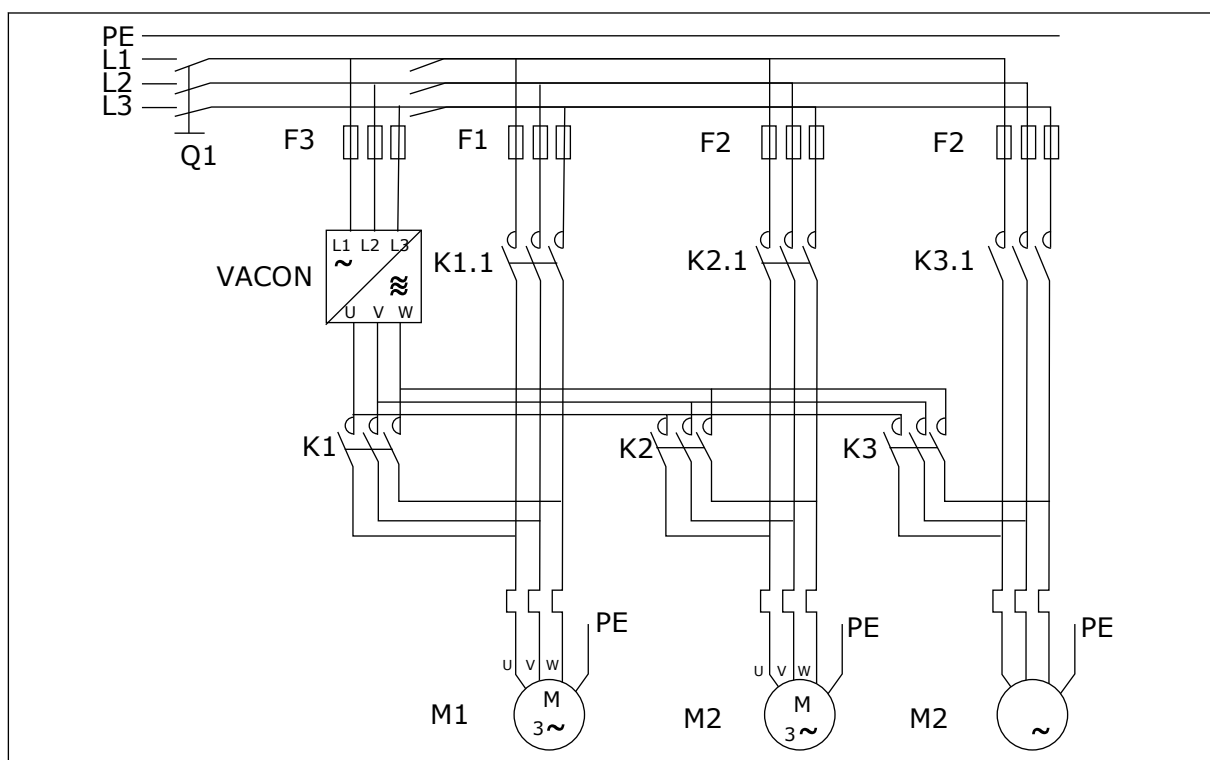 PE
L1
L2
L3
Q1
F3
F1
F2
F2
L1 L2 L3
~
≋
U V W
VACON
K1.1
K2.1
K3.1
K1
K2
K3
PE
PE
PE
U V W
U V W
M1
M
3~
M2
M
3~
M2
~